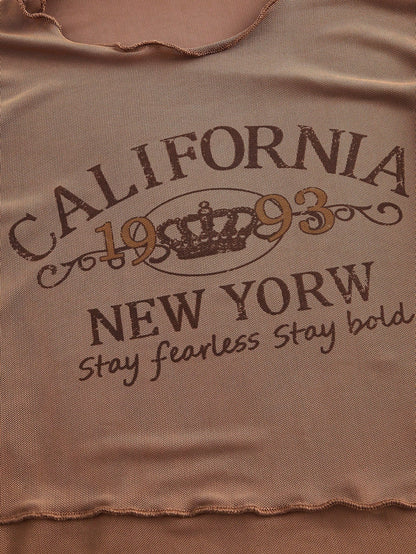 CALIFORNIA
1993
NEW YORW
Stay fearless Stay bold